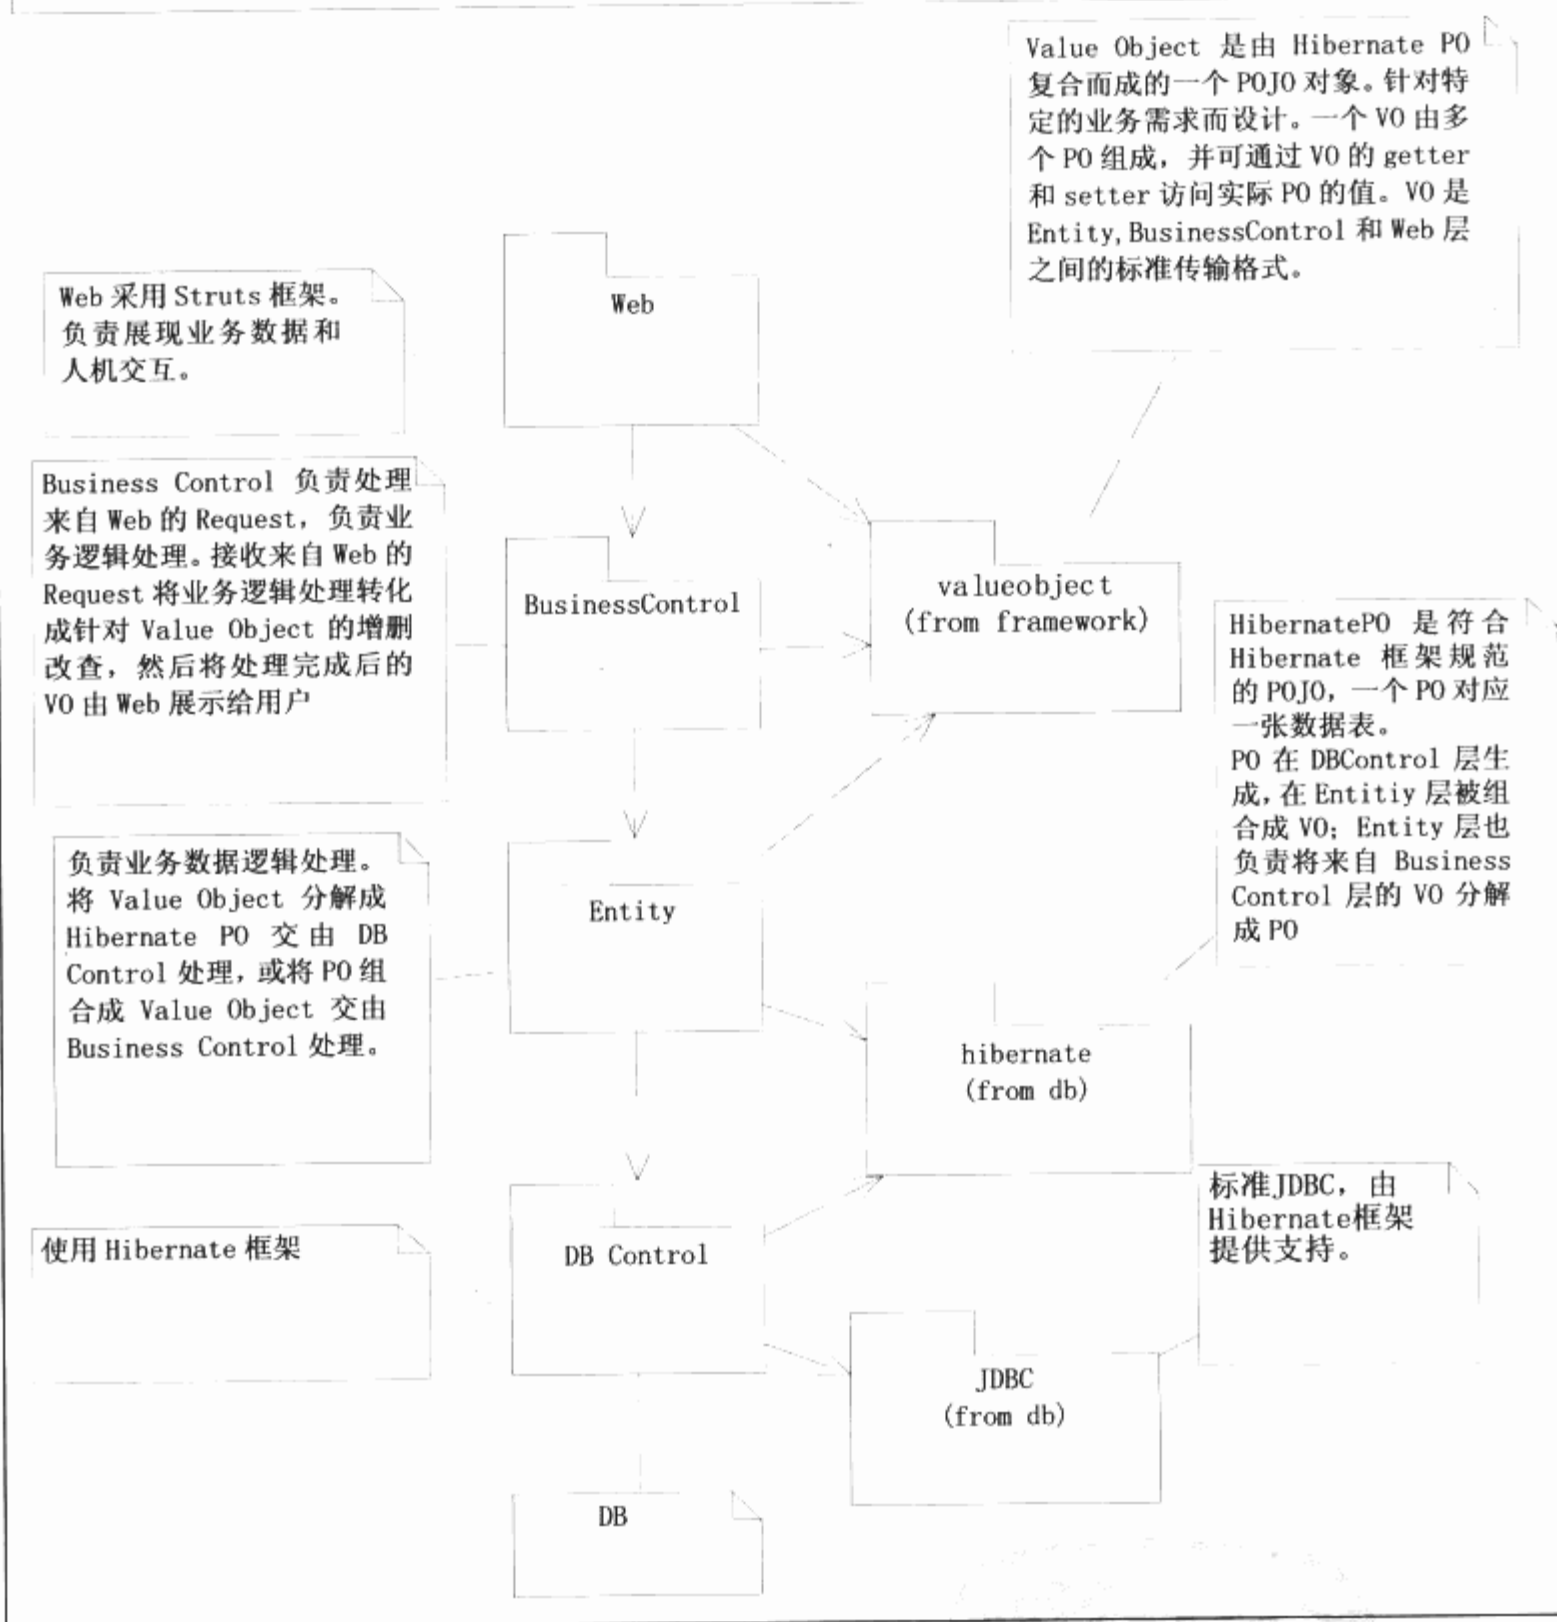 Value Object 是由 Hibernate PO
复合而成的一个 POJO 对象。针对特
定的业务需求而设计。一个 VO 由多
个 PO 组成，并可通过 VO 的 getter
和 setter 访问实际 PO 的值。VO 是
Entity,BusinessControl 和 Web 层
之间的标准传输格式。
Web 采用 Struts 框架。
负责展现业务数据和
人机交互。
Web
Business Control 负责处理
来自 Web 的 Request，负责业
务逻辑处理。接收来自 Web 的
Request 将业务逻辑处理转化
成针对 Value Object 的增删
改查，然后将处理完成后的
VO 由 Web 展示给用户
BusinessControl
valueobject
(from framework)
HibernatePO 是符合
Hibernate 框架规范
的 POJO，一个 PO 对应
一张数据表。
PO 在 DBControl 层生
成，在 Entitiy 层被组
合成 VO；Entity 层也
负责将来自 Business
Control 层的 VO 分解
成 PO
负责业务数据逻辑处理。
将 Value Object 分解成
Hibernate PO 交由 DB
Control 处理，或将 PO 组
合成 Value Object 交由
Business Control 处理。
Entity
hibernate
(from db)
使用 Hibernate 框架
DB Control
标准JDBC，由
Hibernate框架
提供支持。
JDBC
(from db)
DB